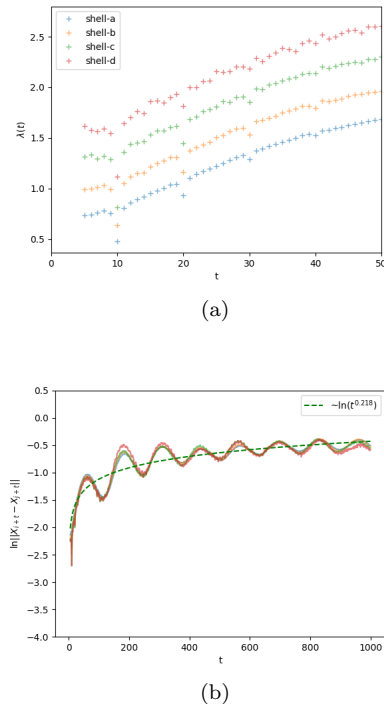 2.5
2.0
1.5
1.0
0.5
λ(t)
shell-a
shell-b
shell-c
shell-d
0 10 20 30 40 50
t
(a)
0.5
0.0
−0.5
−1.0
−1.5
−2.0
−2.5
−3.0
−3.5
−4.0
ln||X_{i+t} − X_{j+t}||
~ln(t^{0.218})
0 200 400 600 800 1000
t
(b)